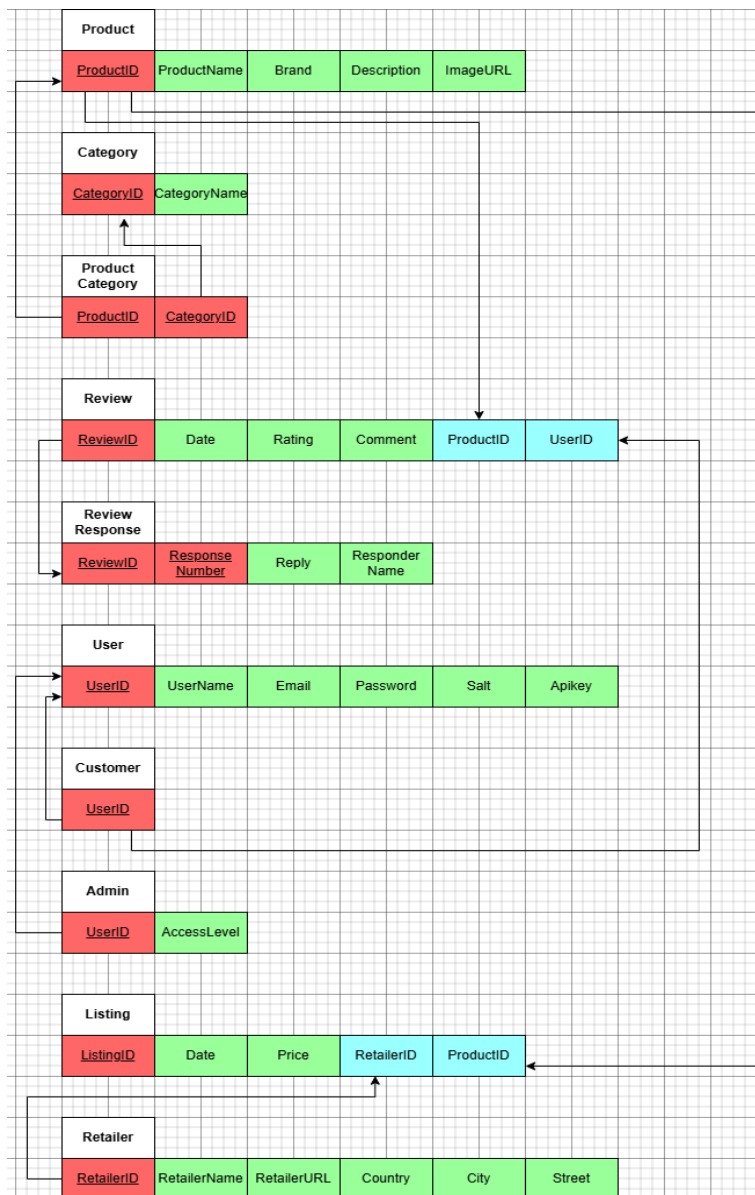 Product
ProductID ProductName Brand Description ImageURL
Category
CategoryID CategoryName
Product
Category
ProductID CategoryID
Review
ReviewID Date Rating Comment ProductID UserID
Review
Response
ReviewID Response
Number Reply Responder
Name
User
UserID UserName Email Password Salt Apikey
Customer
UserID
Admin
UserID AccessLevel
Listing
ListingID Date Price RetailerID ProductID
Retailer
RetailerID RetailerName RetailerURL Country City Street